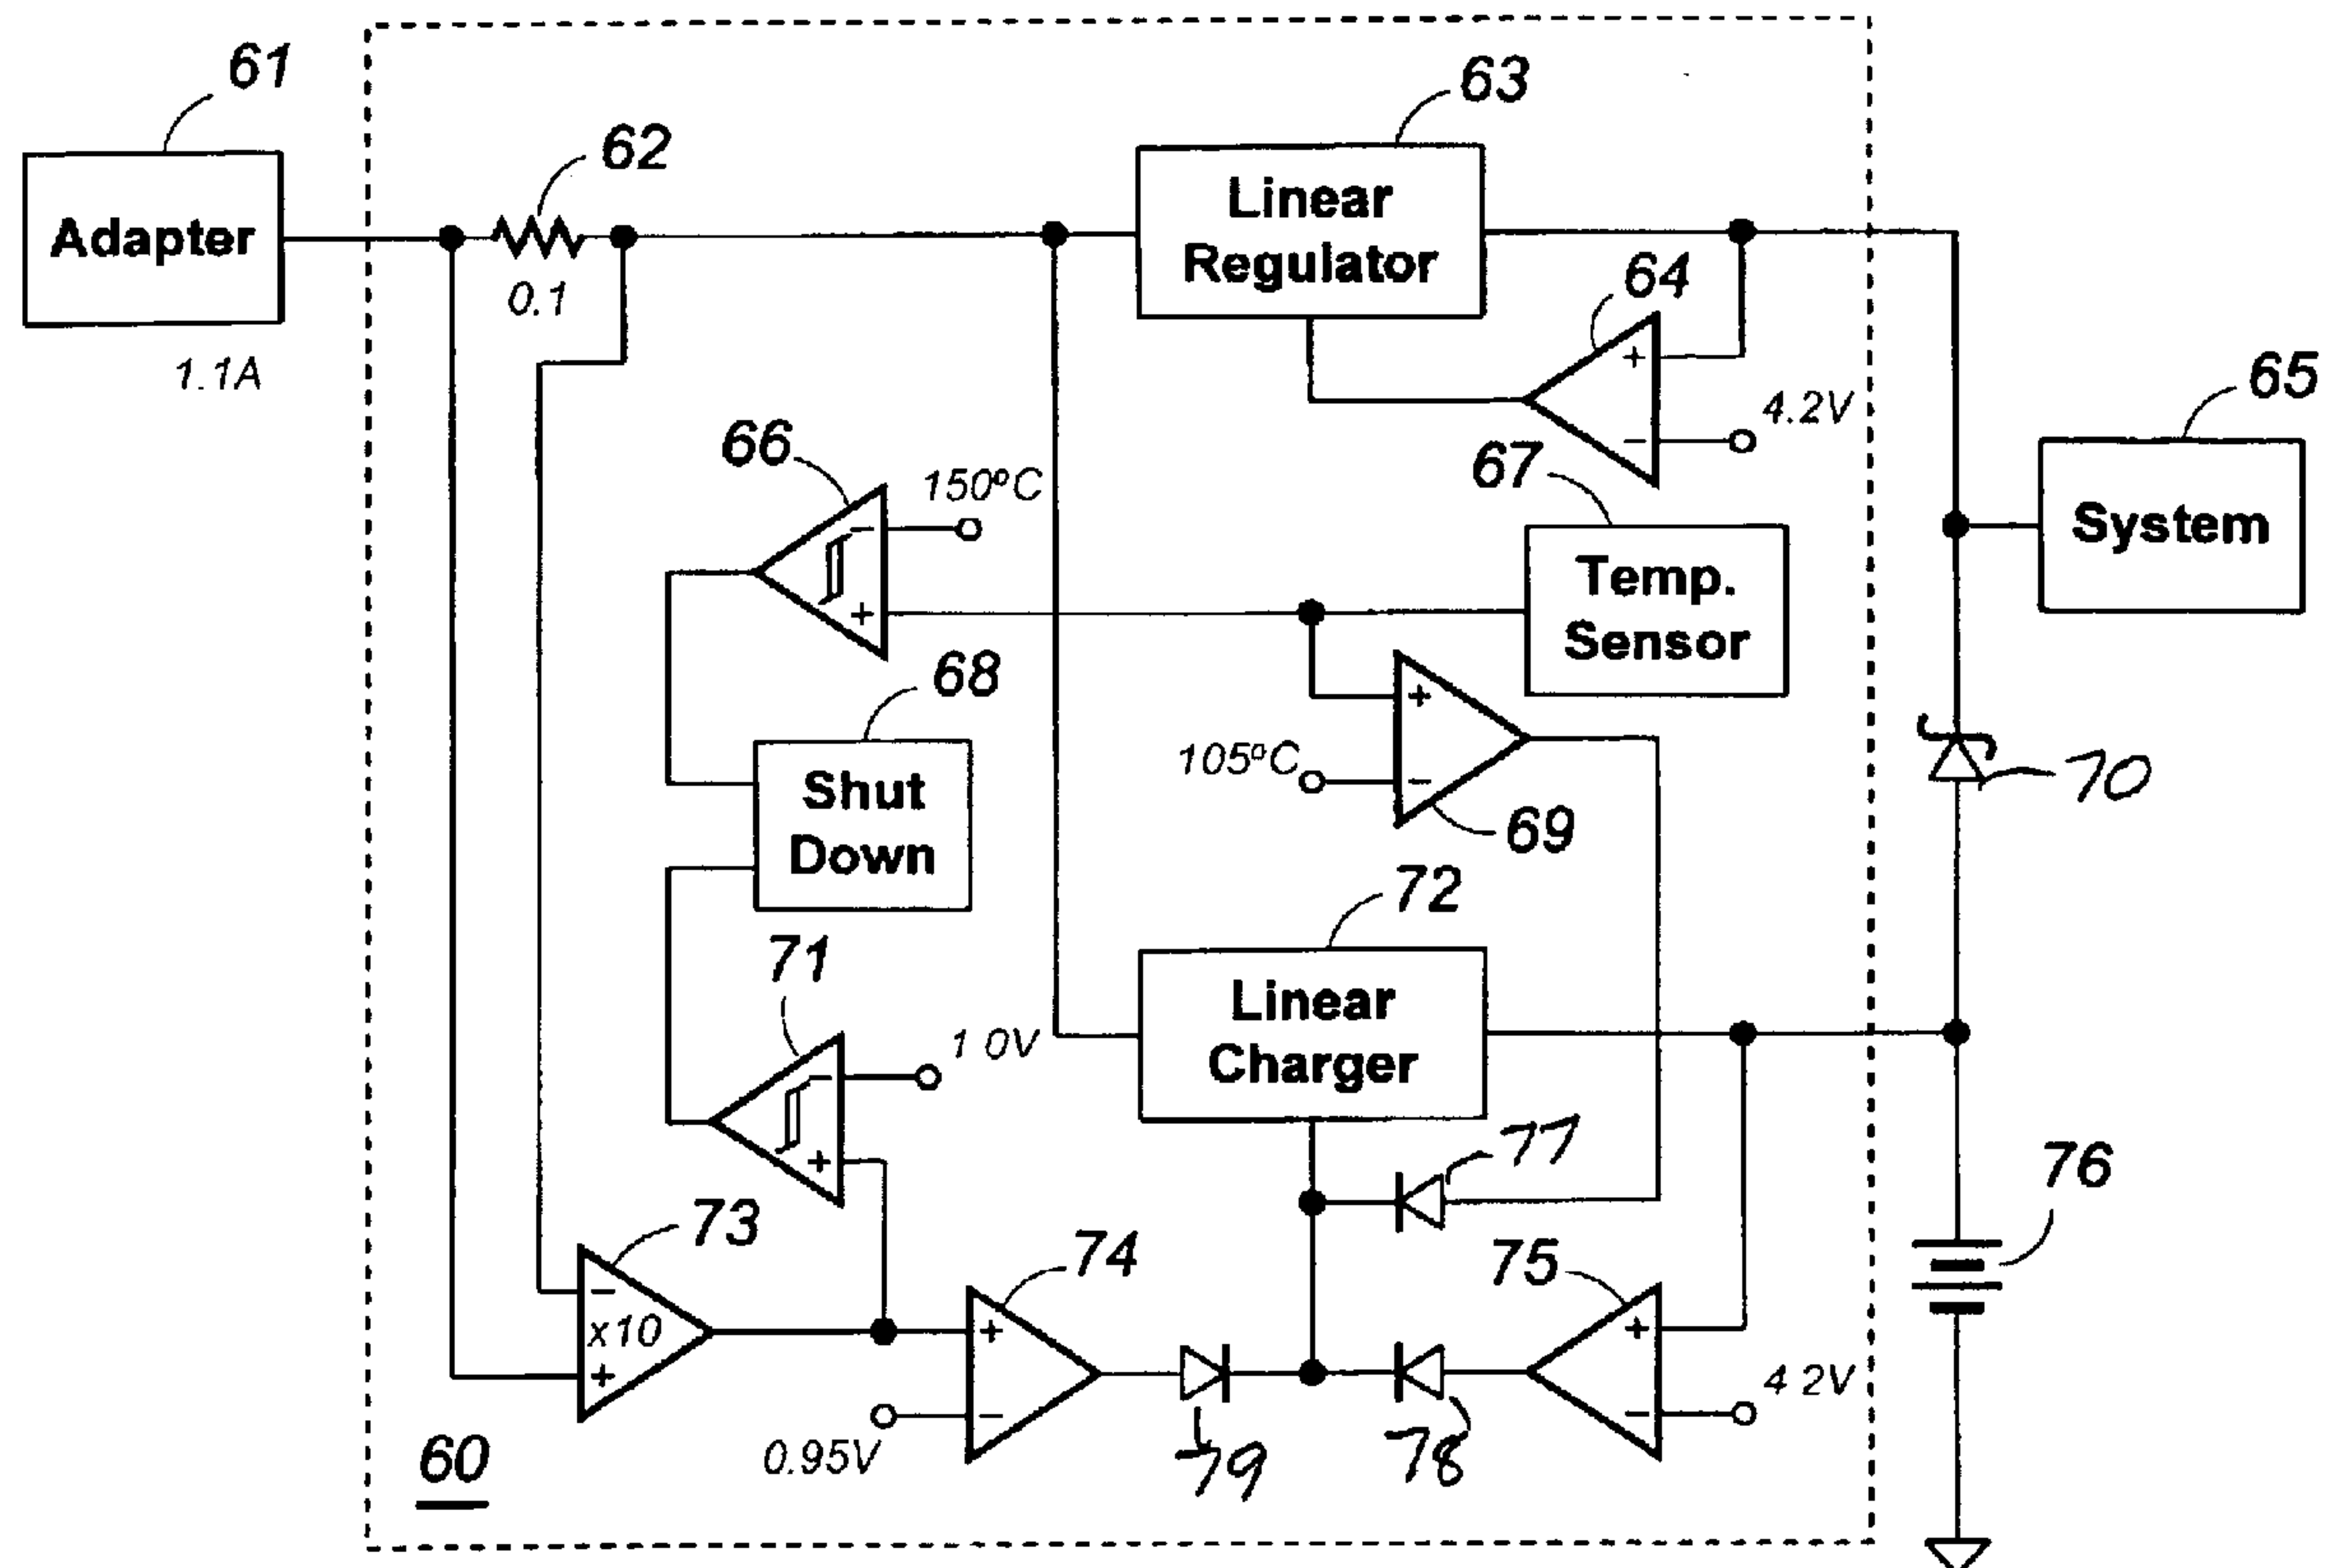 61
63
62
Adapter
Linear
Regulator
0.1
64
1.1A
4.2V
65
66
150ºC
67
System
Temp.
Sensor
68
105ºC
Shut
Down
69
70
72
71
1 0V
Linear
Charger
77
76
73
74
75
x10
4 2V
0.95V
79
78
60
+
−
−
+
+
−
−
+
−
+
+
−
+
−